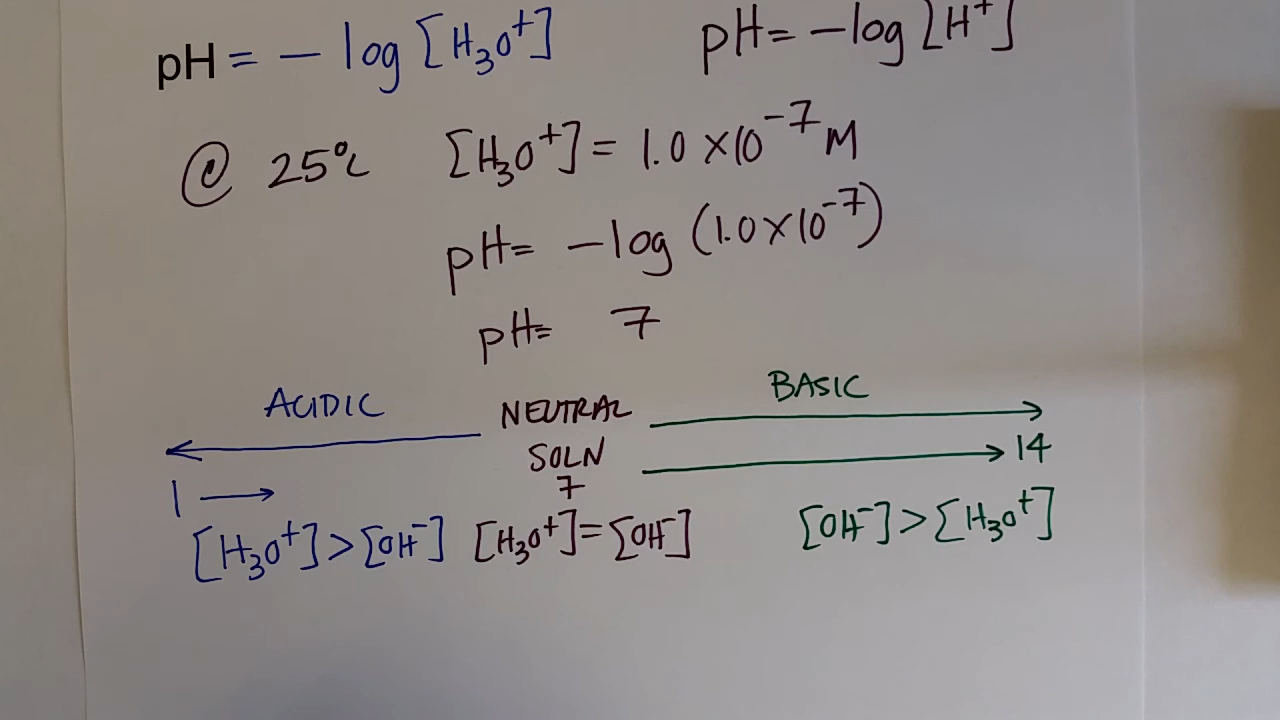 pH = - log [H₃O⁺] pH = -log [H⁺]
@ 25°C [H₃O⁺] = 1.0 ×10⁻⁷ M
pH= -log (1.0×10⁻⁷)
pH= 7
ACIDIC NEUTRAL BASIC
SOLN → 14
1 → 7
[H₃O⁺]>[OH⁻] [H₃O⁺]=[OH⁻] [OH⁻]>[H₃O⁺]